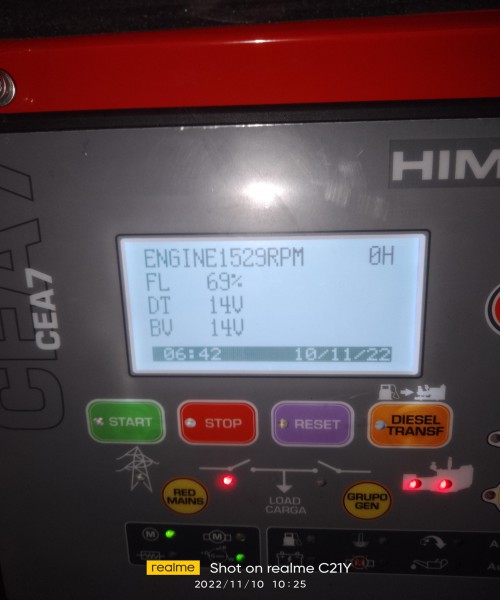 HIM
CEA7
CEA7
ENGINE1529RPM 0H
FL 69%
DT 14V
BV 14V
06:42 10/11/22
START
STOP
RESET
DIESEL
TRANSF
RED
MAINS
LOAD
CARGA
GRUPO
GEN
M
realme Shot on realme C21Y
2022/11/10 10:25